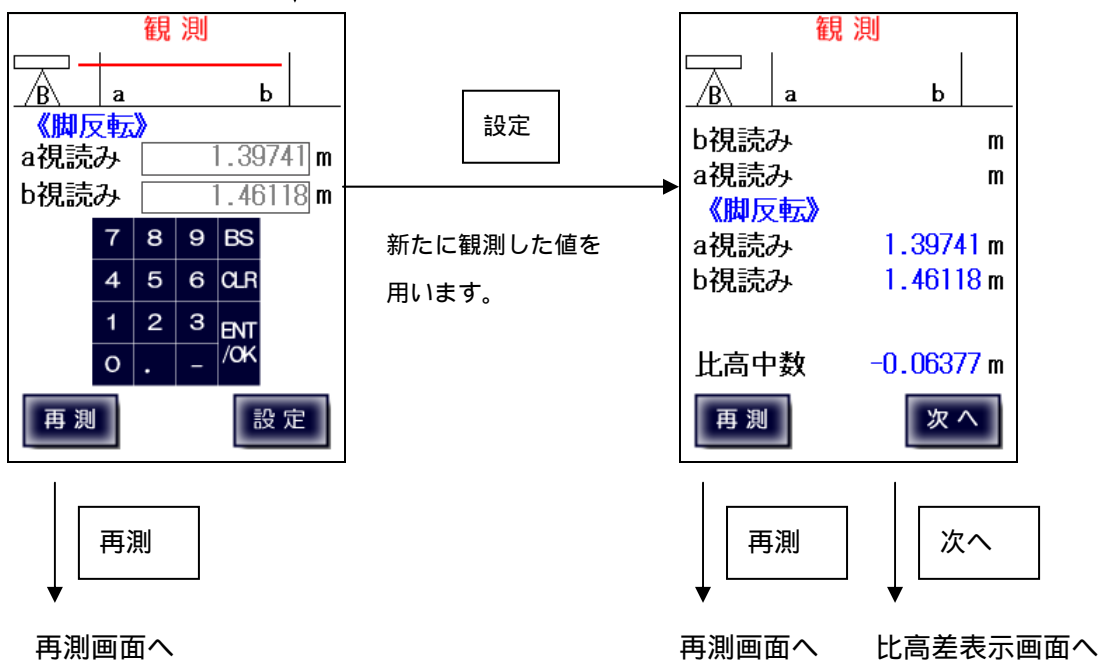 観測
B a b
《脚反転》
a視読み 1.39741 m
b視読み 1.46118 m
7 8 9 BS
4 5 6 CLR
1 2 3 ENT/OK
0 . -
再測 設定
設定
新たに観測した値を
用います。
観測
B a b
b視読み m
a視読み m
《脚反転》
a視読み 1.39741 m
b視読み 1.46118 m
比高中数 -0.06377 m
再測 次へ
再測
再測画面へ
再測
再測画面へ
次へ
比高差表示画面へ